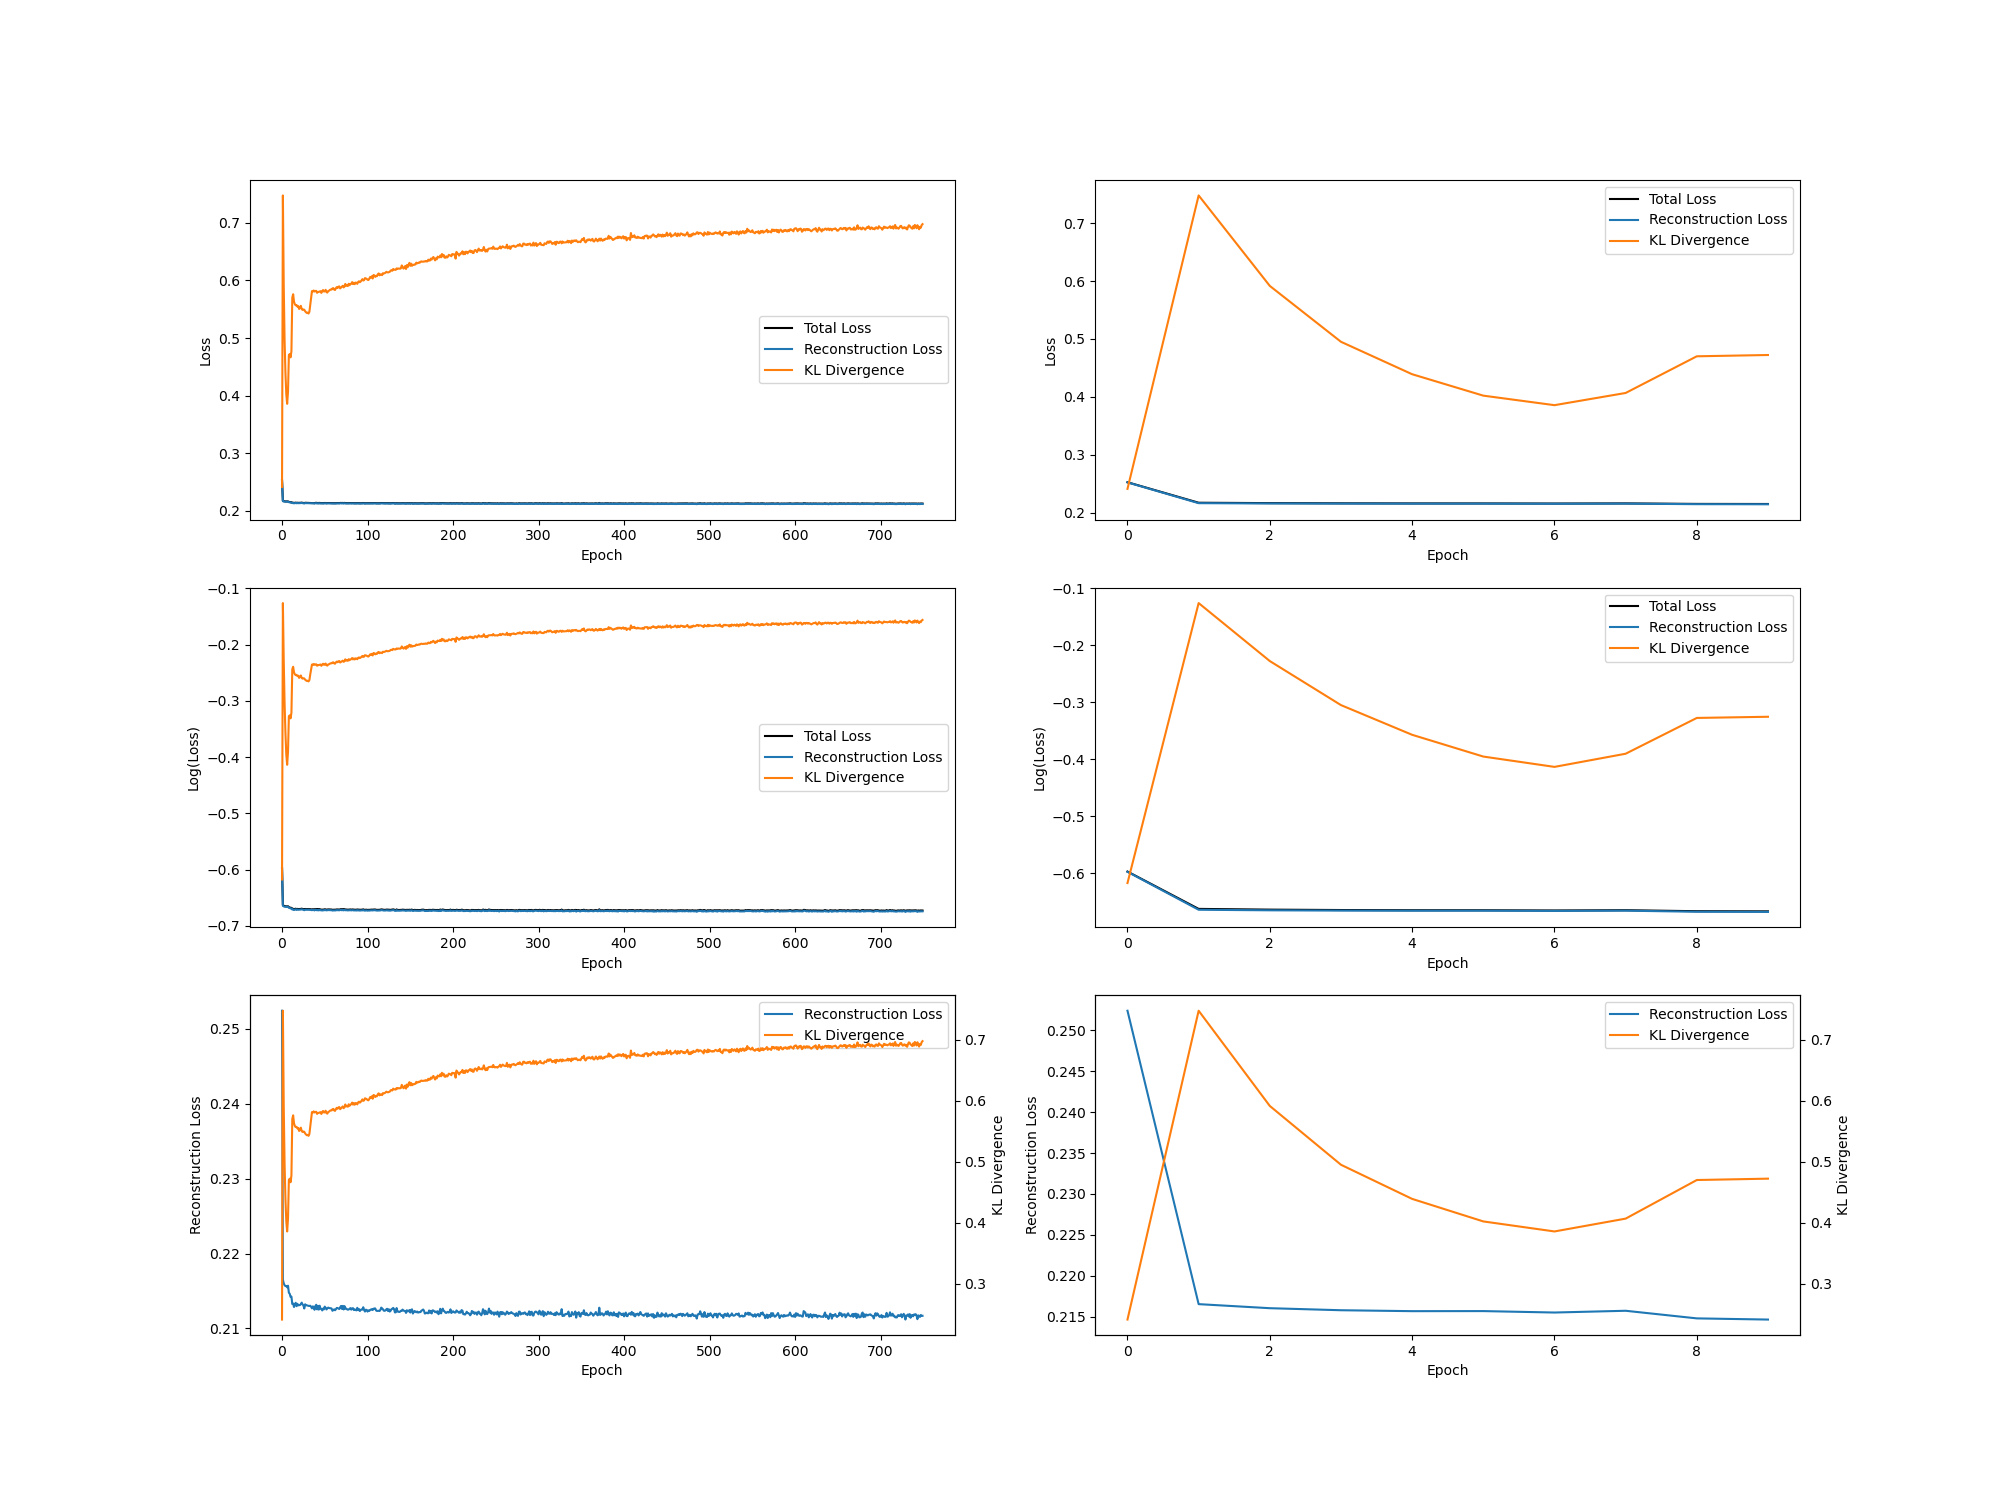 0.7
0.6
0.5
0.4
0.3
0.2
Loss
0 100 200 300 400 500 600 700
Epoch
Total Loss
Reconstruction Loss
KL Divergence
0.7
0.6
0.5
0.4
0.3
0.2
Loss
0 2 4 6 8
Epoch
Total Loss
Reconstruction Loss
KL Divergence
−0.1
−0.2
−0.3
−0.4
−0.5
−0.6
−0.7
Log(Loss)
0 100 200 300 400 500 600 700
Epoch
Total Loss
Reconstruction Loss
KL Divergence
−0.1
−0.2
−0.3
−0.4
−0.5
−0.6
Log(Loss)
0 2 4 6 8
Epoch
Total Loss
Reconstruction Loss
KL Divergence
0.25
0.24
0.23
0.22
0.21
Reconstruction Loss
0 100 200 300 400 500 600 700
Epoch
Reconstruction Loss
KL Divergence
0.7
0.6
0.5
0.4
0.3
KL Divergence
0.250
0.245
0.240
0.235
0.230
0.225
0.220
0.215
Reconstruction Loss
0 2 4 6 8
Epoch
Reconstruction Loss
KL Divergence
0.7
0.6
0.5
0.4
0.3
KL Divergence